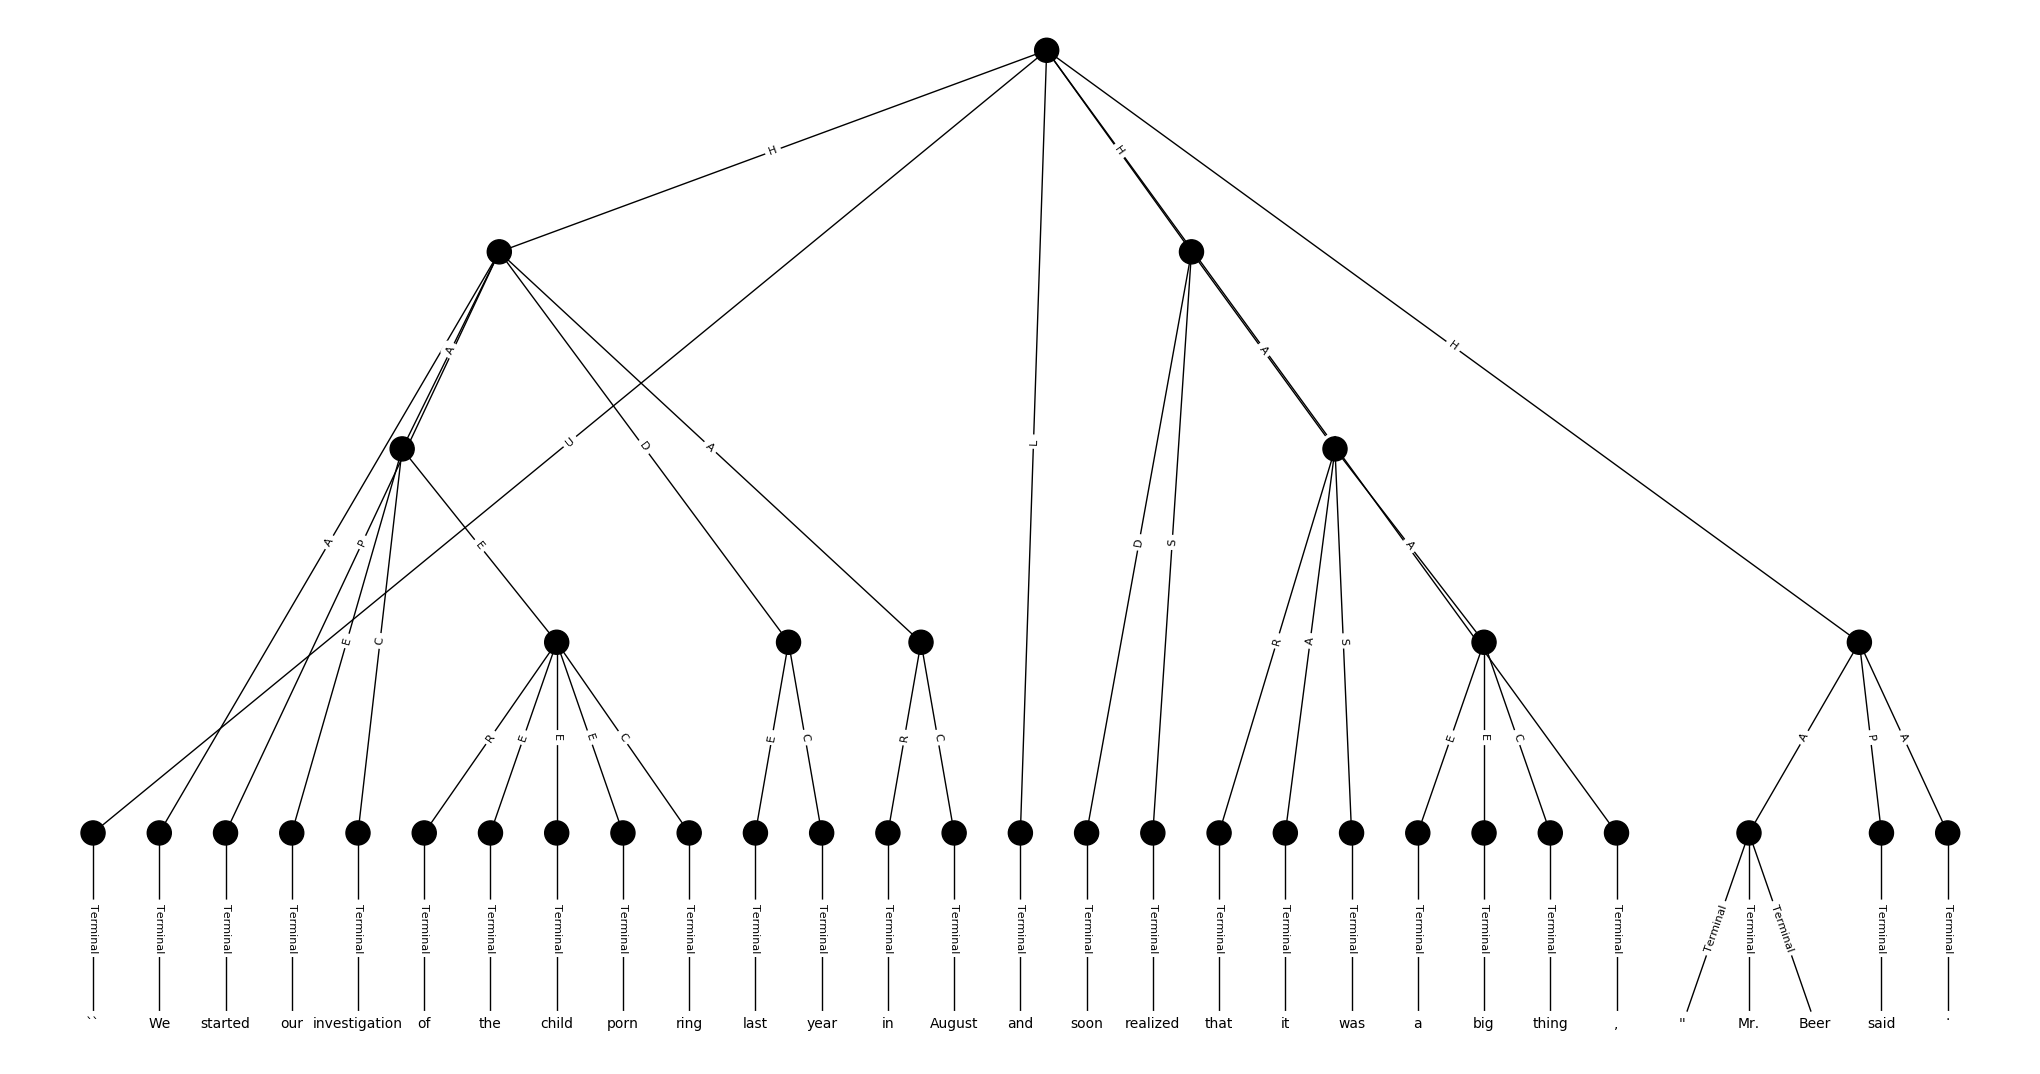 H
H
A
A
H
U
D
A
L
A
P
E
D
S
A
E
C
R
A
S
R
E
E
E
C
E
C
R
C
E
E
C
A
P
A
Terminal Terminal Terminal Terminal Terminal Terminal Terminal Terminal Terminal Terminal Terminal Terminal Terminal Terminal Terminal Terminal Terminal Terminal Terminal Terminal Terminal Terminal Terminal Terminal Terminal Terminal Terminal Terminal Terminal
`` We started our investigation of the child porn ring last year in August and soon realized that it was a big thing , " Mr. Beer said .